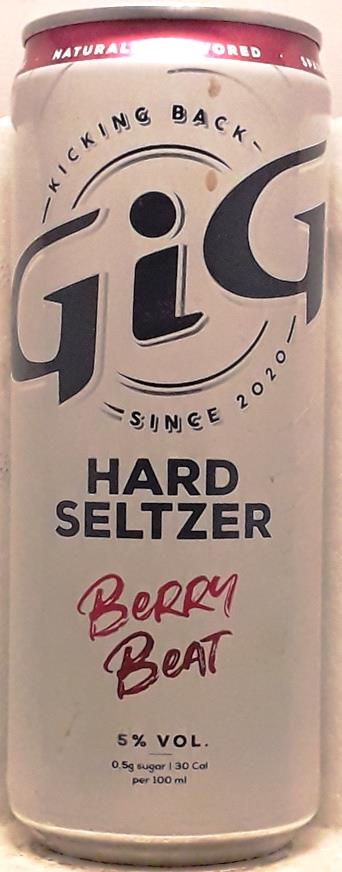 NATURAL
KICKING BACK
GiG
SINCE 2020
HARD
SELTZER
BERRY
BEAT
5% VOL.
0.5g sugar | 30 Cal
per 100 ml